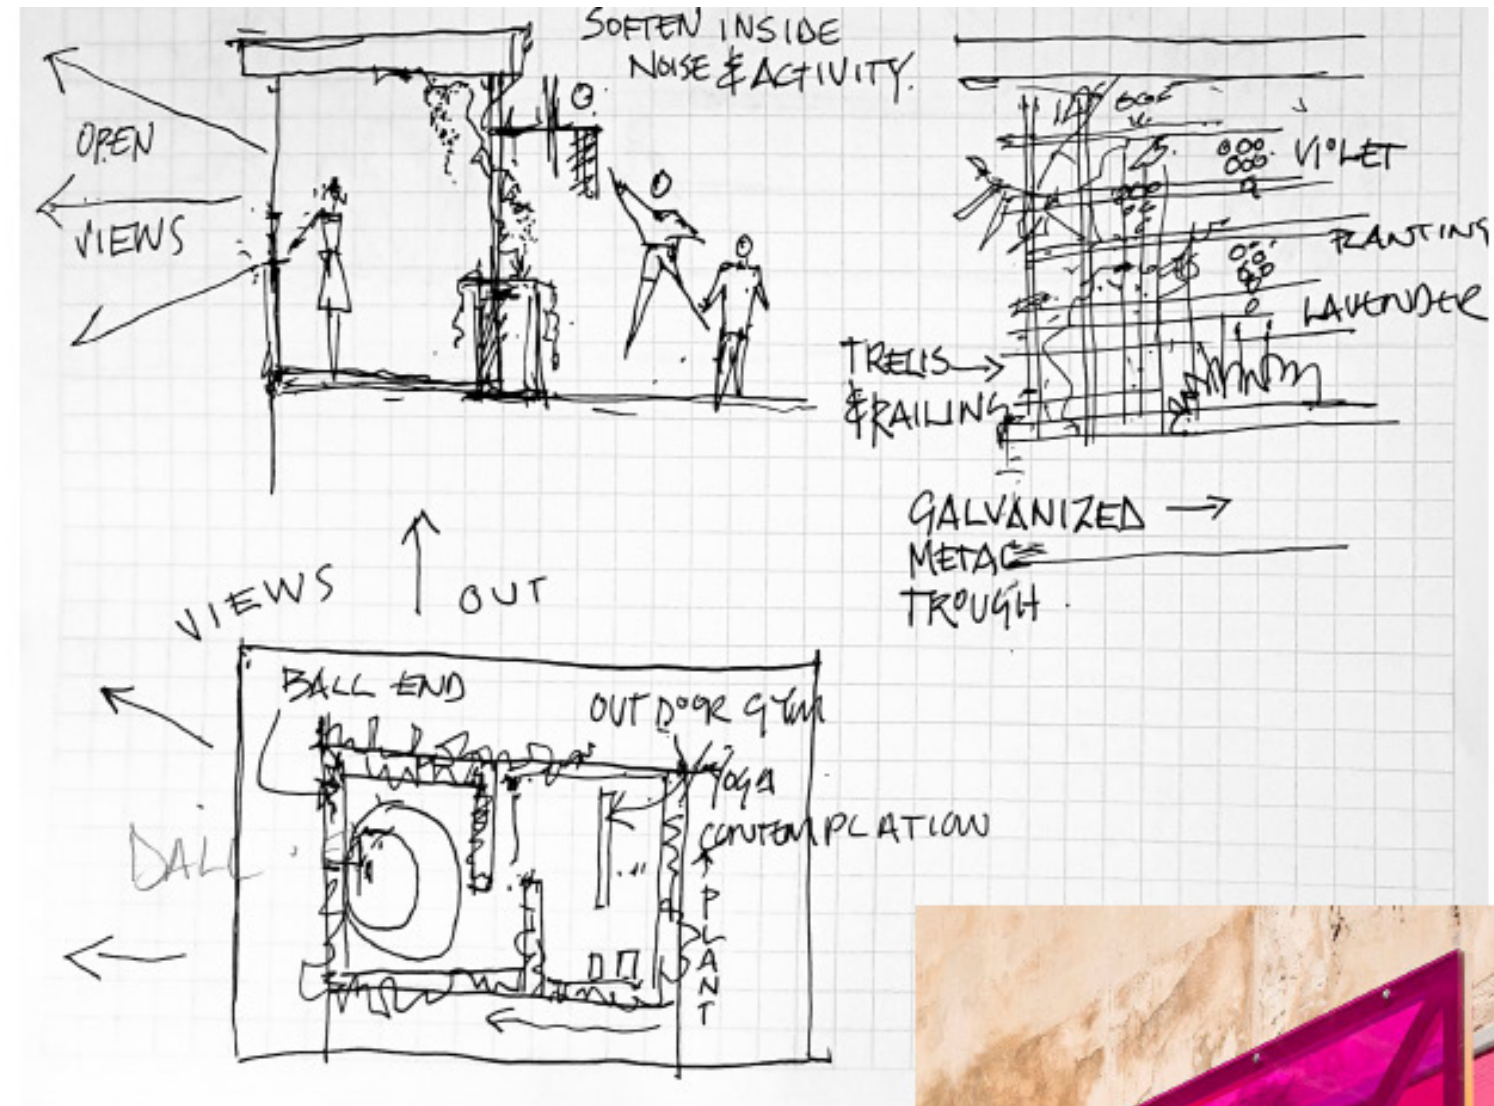 SOFTEN INSIDE
NOISE & ACTIVITY.
OPEN
VIEWS
VIOLET
PLANTING
LAVENDER
TRELIS
& RAILING
GALVANIZED
METAL
TROUGH
VIEWS
OUT
BALL END
OUTDOOR GYM
YOGA
CONTEMPLATION
BALL
PLANT